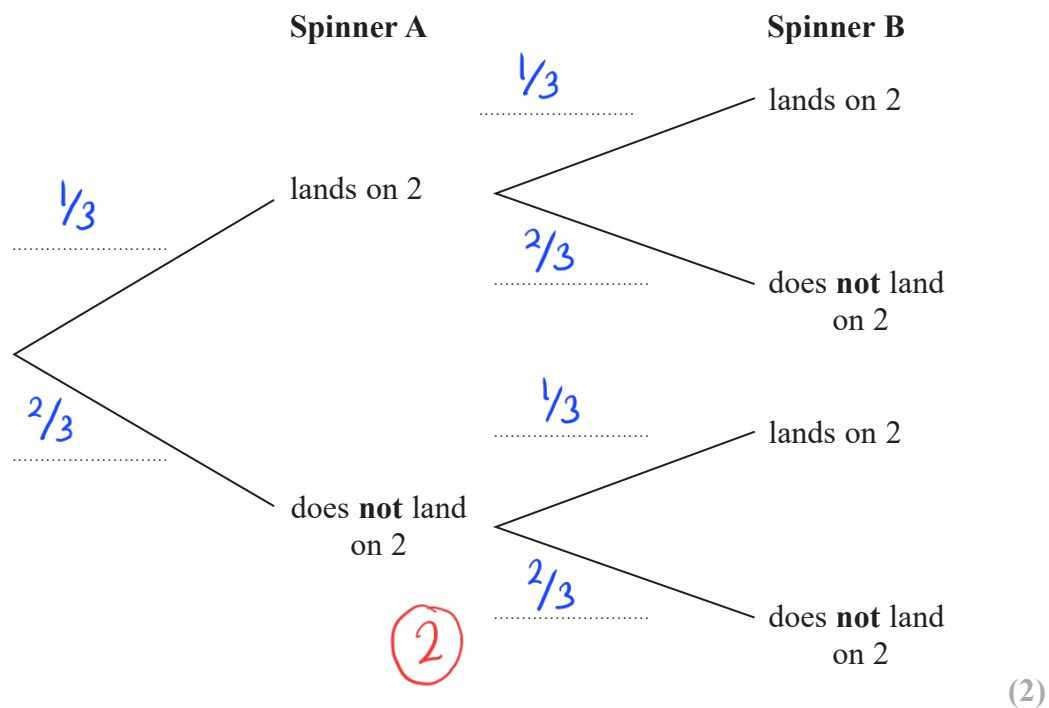 Spinner A
Spinner B
1/3
lands on 2
1/3
lands on 2
2/3
does not land
on 2
2/3
does not land
on 2
1/3
lands on 2
2/3
does not land
on 2
2
(2)